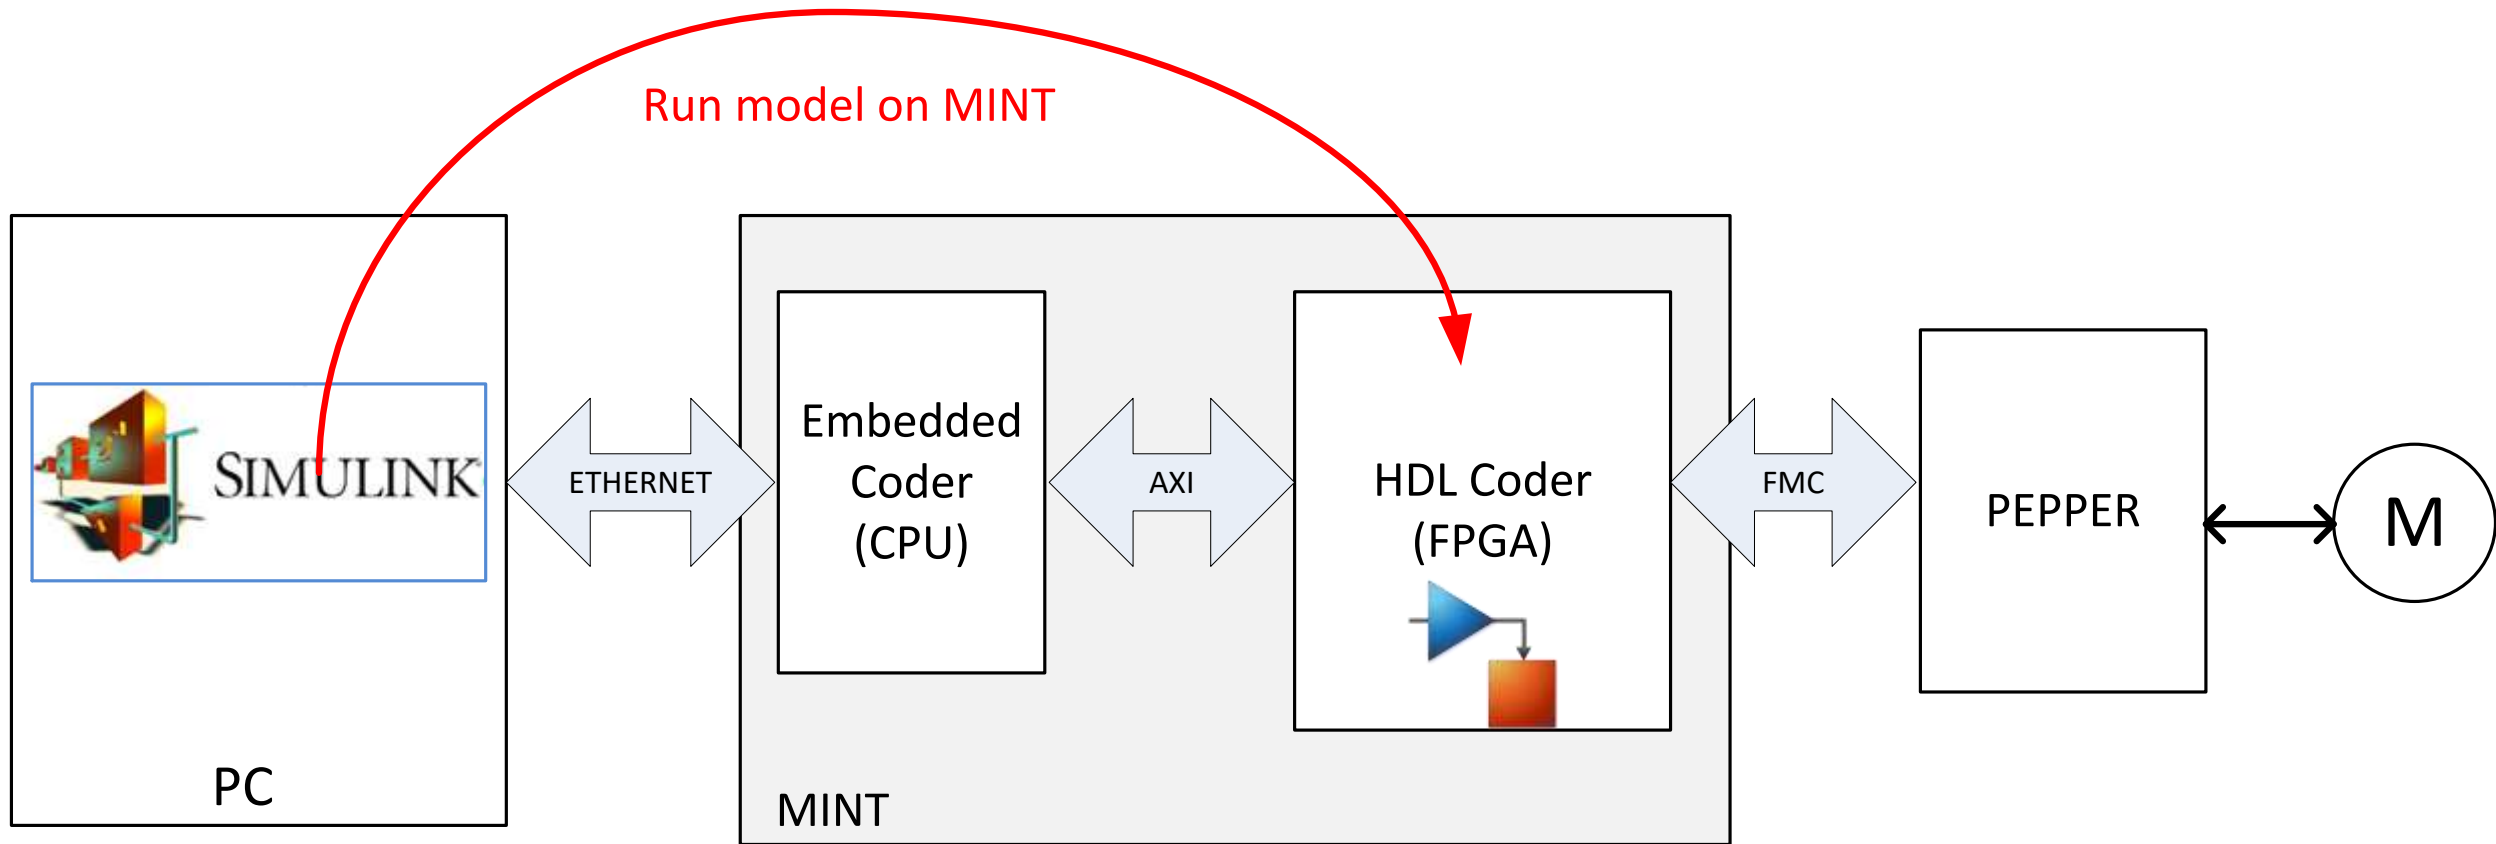 Run model on MINT
SIMULINK
PC
ETHERNET
Embedded
Coder
(CPU)
AXI
HDL Coder
(FPGA)
MINT
FMC
PEPPER
M